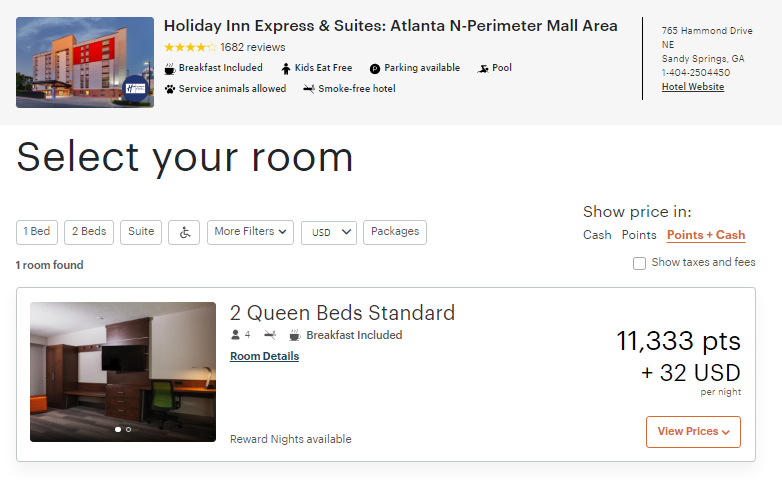 Holiday Inn Express & Suites: Atlanta N-Perimeter Mall Area
1682 reviews
Breakfast Included Kids Eat Free Parking available Pool
Service animals allowed Smoke-free hotel
765 Hammond Drive
NE
Sandy Springs, GA
1-404-2504450
Hotel Website
Select your room
Show price in:
1 Bed 2 Beds Suite More Filters USD Packages
Cash Points Points + Cash
1 room found
Show taxes and fees
2 Queen Beds Standard
4 Breakfast Included
Room Details
11,333 pts
+ 32 USD
per night
View Prices
Reward Nights available